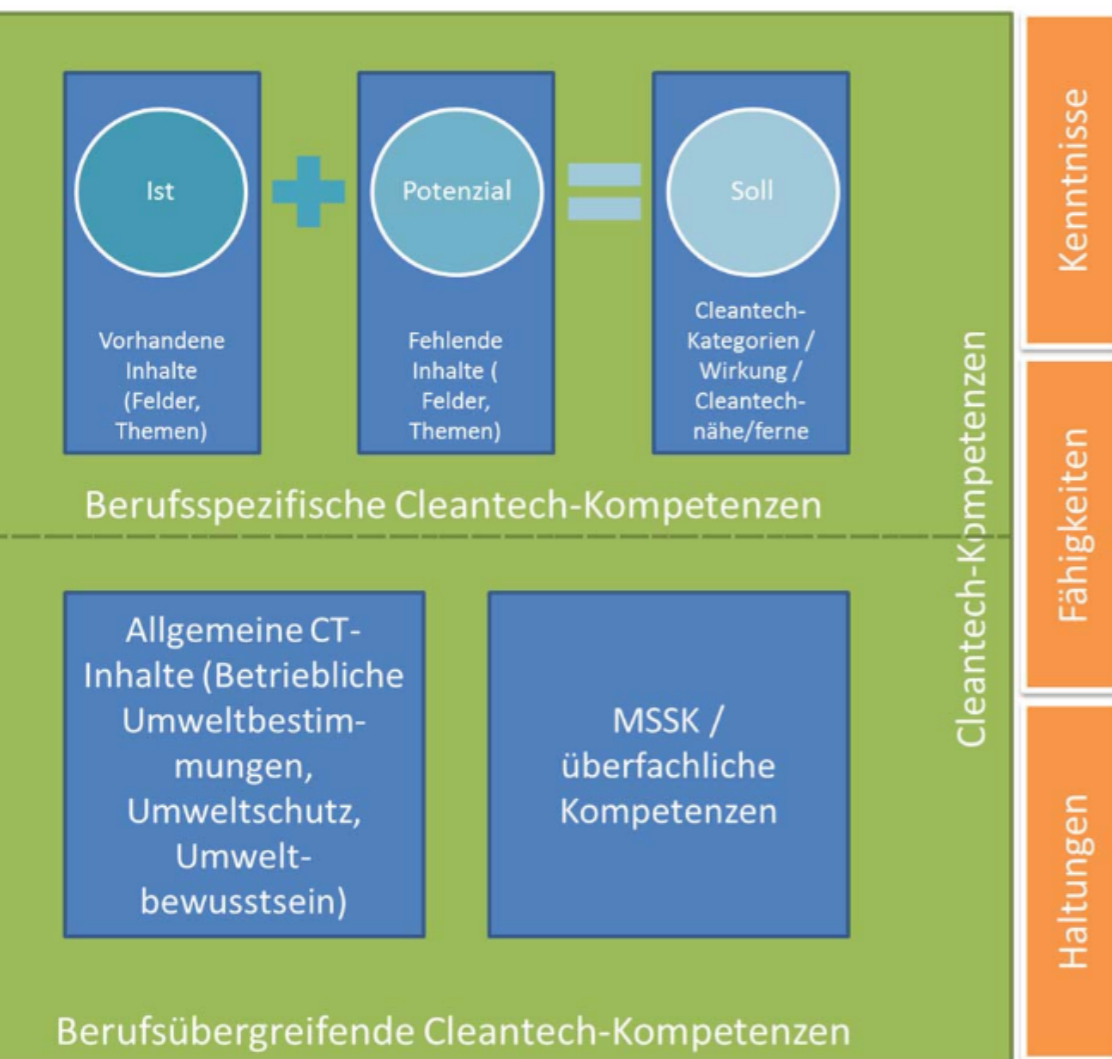 Ist
Potenzial
Soll
Vorhandene
Inhalte
(Felder,
Themen)
Fehlende
Inhalte (
Felder,
Themen)
Cleantech-
Kategorien /
Wirkung /
Cleantech-
nähe/ferne
Berufsspezifische Cleantech-Kompetenzen
Allgemeine CT-
Inhalte (Betriebliche
Umweltbestim-
mungen,
Umweltschutz,
Umwelt-
bewusstsein)
MSSK /
überfachliche
Kompetenzen
Berufsübergreifende Cleantech-Kompetenzen
Cleantech-Kompetenzen
Kenntnisse
Fähigkeiten
Haltungen